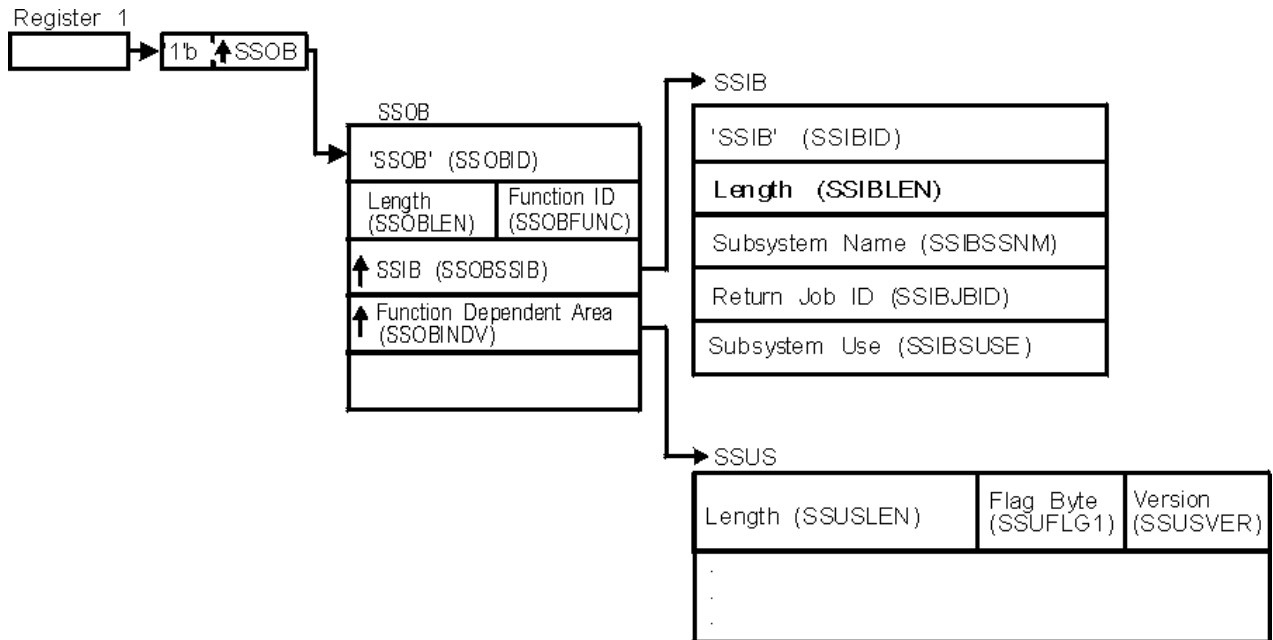 Register 1
'1'b SSOB
SSOB
'SSOB' (SSOBID)
Length
(SSOBLEN)
Function ID
(SSOBFUNC)
SSIB (SSOBSSIB)
Function Dependent Area
(SSOBINDV)
SSIB
'SSIB' (SSIBID)
Length (SSIBLEN)
Subsystem Name (SSIBSSNM)
Return Job ID (SSIBJBID)
Subsystem Use (SSIBSUSE)
SSUS
Length (SSUSLEN)
Flag Byte
(SSUFLG1)
Version
(SSUSVER)
.
.
.